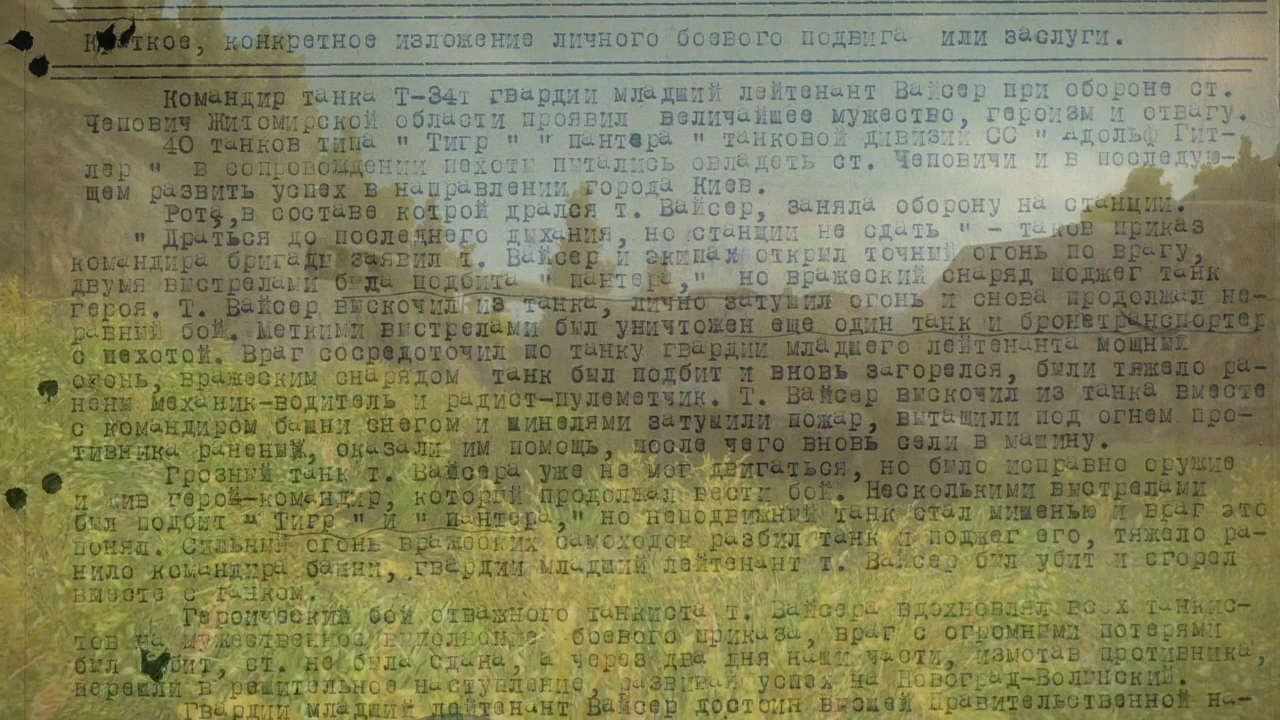 Краткое, конкретное изложение личного боевого подвига или заслуги.
Командир танка Т-34т гвардии младший лейтенант Вайсер при обороне ст.
Чепович Житомирской области проявил величайшее мужество, героизм и отвагу.
40 танков типа " Тигр " " пантера " танковой дивизии СС " Адольф Гит-
лер " в сопровождении пехоты пытались овладеть ст. Чеповичи и в последую-
щем развить успех в направлении города Киев.
Рота,в составе котрой дрался т. Вайсер, заняла оборону на станции.
" Драться до последнего дыхания, но станции не сдать " - таков приказ
командира бригады заявил т. Вайсер и экипаж открыл точный огонь по врагу,
двумя выстрелами была подбита " пантера," но вражеский снаряд поджег танк
героя. Т. Вайсер выскочил из танка, лично затушил огонь и снова продолжал не-
равный бой. Меткими выстрелами был уничтожен еще один танк и бронетранспортер
с пехотой. Враг сосредоточил по танку гвардии младшего лейтенанта мощный
огонь, вражеским снарядом танк был подбит и вновь загорелся, были тяжело ра-
нены механик-водитель и радист-пулеметчик. Т. Вайсер выскочил из танка вместе
с командиром башни снегом и шинелями затушили пожар, вытащили под огнем про-
тивника раненый, оказали им помощь, после чего вновь сели в машину.
Грозный танк т. Вайсера уже не мог двигаться, но было исправно оружие
и жив герой-командир, который продолжал вести бой. Несколькими выстрелами
был подбит " Тигр " и " пантера," но неподвижный танк стал мишенью и враг это
понял. Сильный огонь вражеских самоходок разбил танк и поджег его, тяжело ра-
нило командира башни, гвардии младший лейтенант т. Вайсер был убит и сгорел
вместе с танком.
Героический бой отважного танкиста т. Вайсера вдохновлял всех танкис-
тов на мужественное выполнение боевого приказа, враг с огромными потерями
был отбит, ст. не была сдана, а через два дня наши части, измотав противника,
перешли в решительное наступление, развивая успех на Новоград-Волынский.
Гвардии младший лейтенант Вайсер достоин высшей правительственной на-